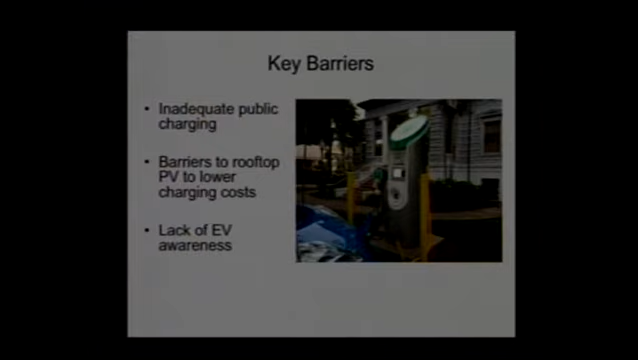 Key Barriers
• Inadequate public
charging
• Barriers to rooftop
PV to lower
charging costs
• Lack of EV
awareness